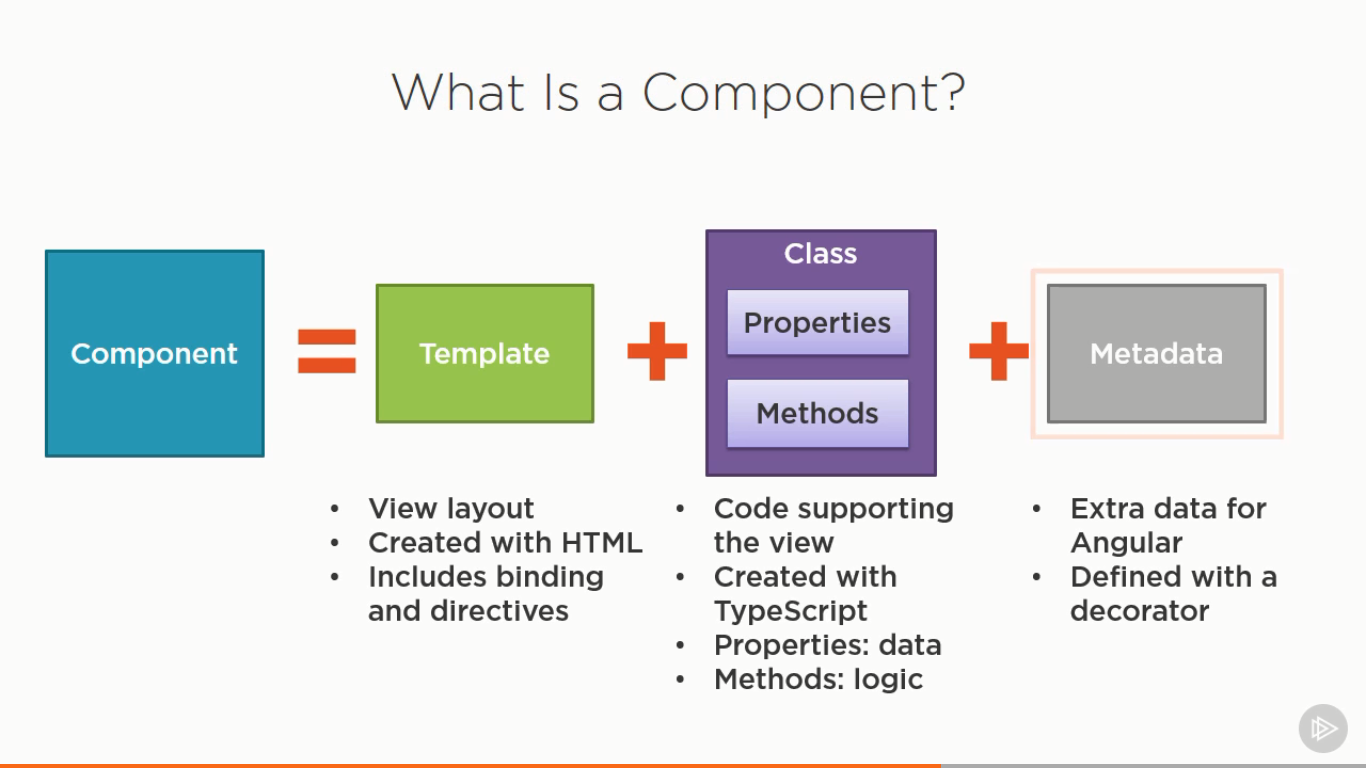 What Is a Component?
Component
Template
Class
Properties
Methods
Metadata
• View layout
• Created with HTML
• Includes binding
and directives
• Code supporting
the view
• Created with
TypeScript
• Properties: data
• Methods: logic
• Extra data for
Angular
• Defined with a
decorator